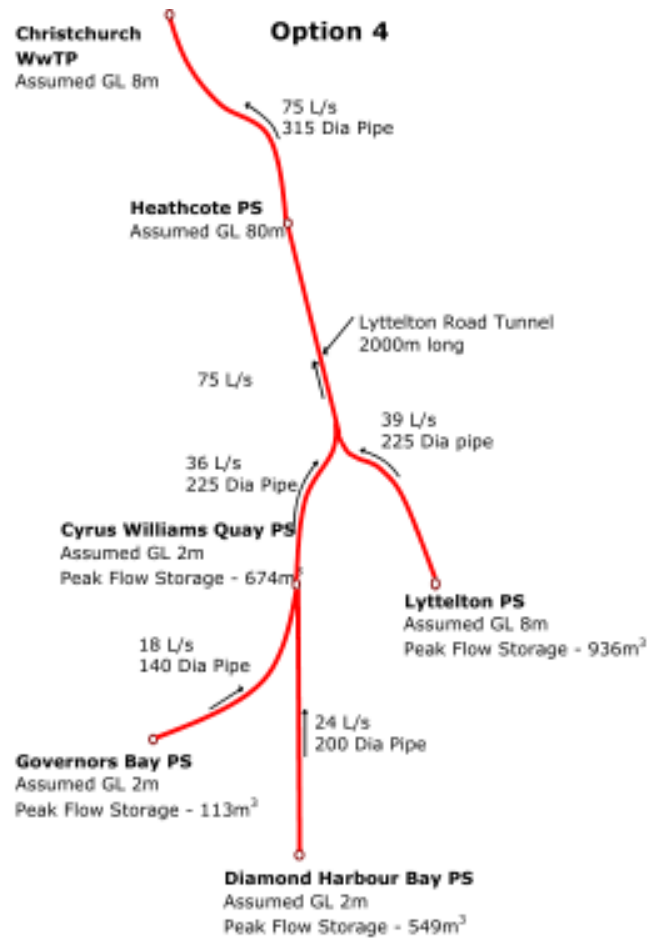 Option 4
Christchurch
WwTP
Assumed GL 8m
75 L/s
315 Dia Pipe
Heathcote PS
Assumed GL 80m
Lyttelton Road Tunnel
2000m long
75 L/s
39 L/s
225 Dia pipe
36 L/s
225 Dia Pipe
Cyrus Williams Quay PS
Assumed GL 2m
Peak Flow Storage - 674m³
Lyttelton PS
Assumed GL 8m
Peak Flow Storage - 936m³
18 L/s
140 Dia Pipe
24 L/s
200 Dia Pipe
Governors Bay PS
Assumed GL 2m
Peak Flow Storage - 113m³
Diamond Harbour Bay PS
Assumed GL 2m
Peak Flow Storage - 549m³